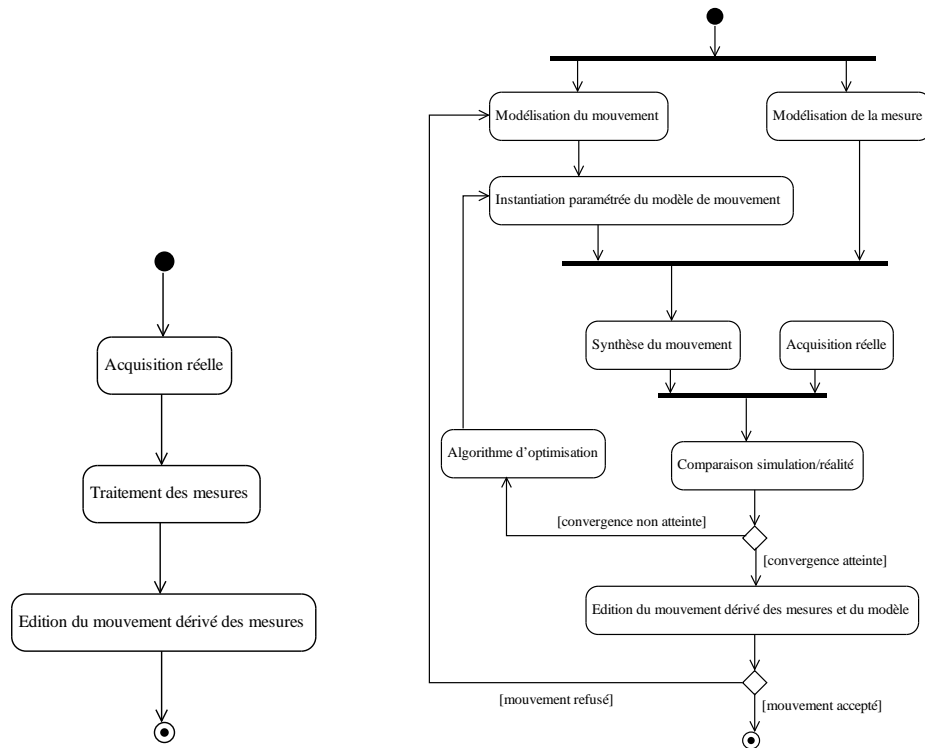 Acquisition réelle
Traitement des mesures
Edition du mouvement dérivé des mesures
Modélisation du mouvement
Modélisation de la mesure
Instantiation paramétrée du modèle de mouvement
Synthèse du mouvement
Acquisition réelle
Algorithme d'optimisation
Comparaison simulation/réalité
[convergence non atteinte]
[convergence atteinte]
Edition du mouvement dérivé des mesures et du modèle
[mouvement refusé]
[mouvement accepté]